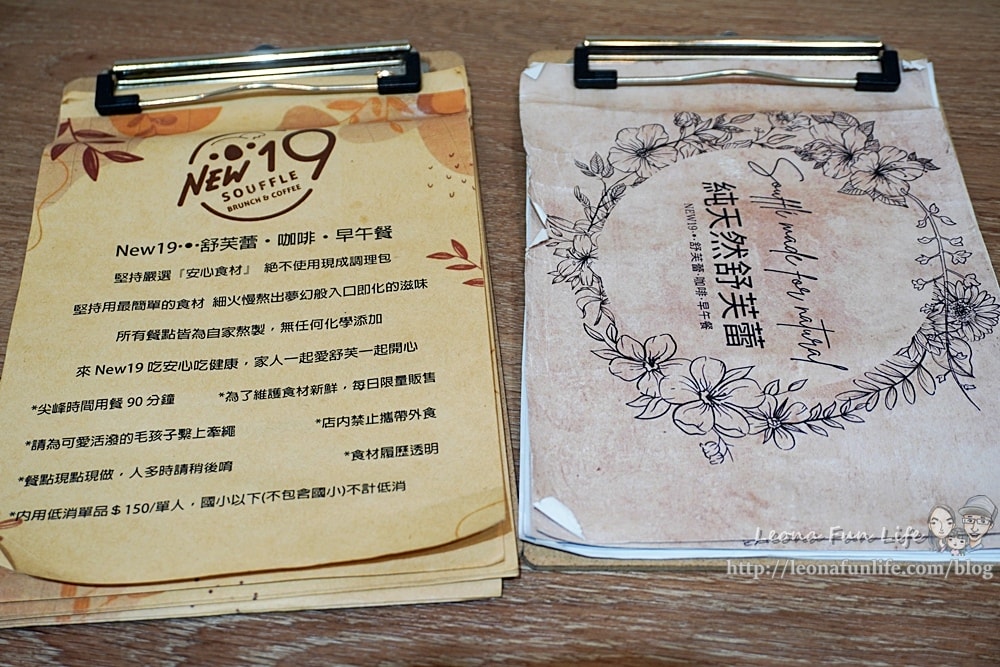 NEW 19
SOUFFLE
BRUNCH & COFFEE
New19•●•舒芙蕾•咖啡•早午餐
堅持嚴選『安心食材』 絕不使用現成調理包
堅持用最簡單的食材 細火慢熬出夢幻般入口即化的滋味
所有餐點皆為自家熬製，無任何化學添加
來 New19 吃安心吃健康，家人一起愛舒芙一起開心
*尖峰時間用餐 90 分鐘 *為了維護食材新鮮，每日限量販售
*請為可愛活潑的毛孩子繫上牽繩 *店內禁止攜帶外食
*餐點現點現做，人多時請稍後唷 *食材履歷透明
*內用低消單品＄150/單人，國小以下(不包含國小)不計低消
Souffle made for natural
純天然舒芙蕾
NEW19•●•舒芙蕾•咖啡•早午餐
Leona Fun Life
http://leonafunlife.com/blog